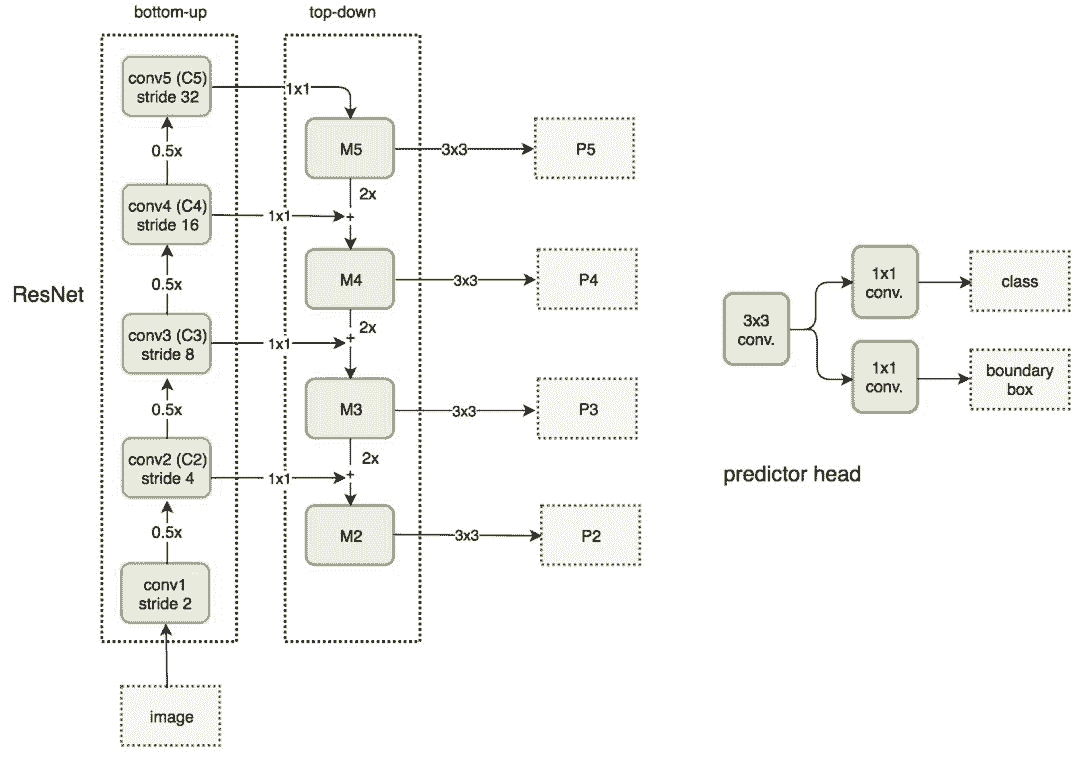 bottom-up
top-down
conv5 (C5)
stride 32
1x1
M5
3x3
P5
0.5x
2x
conv4 (C4)
stride 16
1x1
+
M4
3x3
P4
0.5x
2x
conv3 (C3)
stride 8
1x1
+
M3
3x3
P3
0.5x
2x
conv2 (C2)
stride 4
1x1
+
M2
3x3
P2
0.5x
conv1
stride 2
image
ResNet
3x3
conv.
1x1
conv.
class
1x1
conv.
boundary
box
predictor head